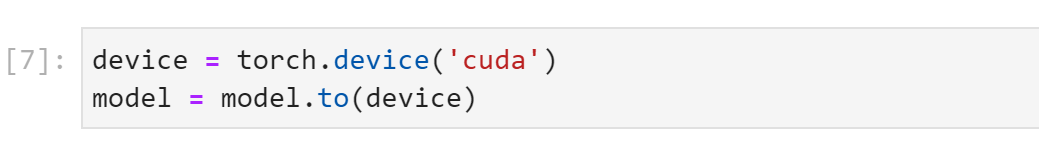 [7]: device = torch.device('cuda')
model = model.to(device)